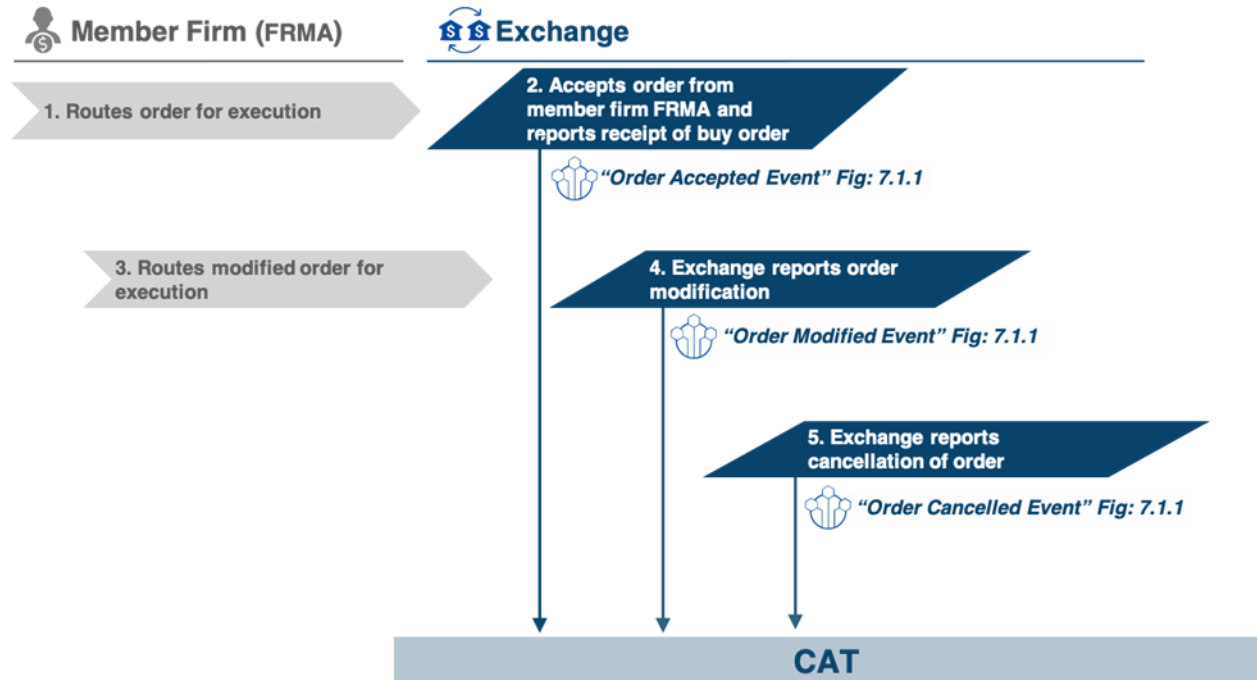 Member Firm (FRMA)
Exchange
1. Routes order for execution
2. Accepts order from
member firm FRMA and
reports receipt of buy order
“Order Accepted Event” Fig: 7.1.1
3. Routes modified order for
execution
4. Exchange reports order
modification
“Order Modified Event” Fig: 7.1.1
5. Exchange reports
cancellation of order
“Order Cancelled Event” Fig: 7.1.1
CAT